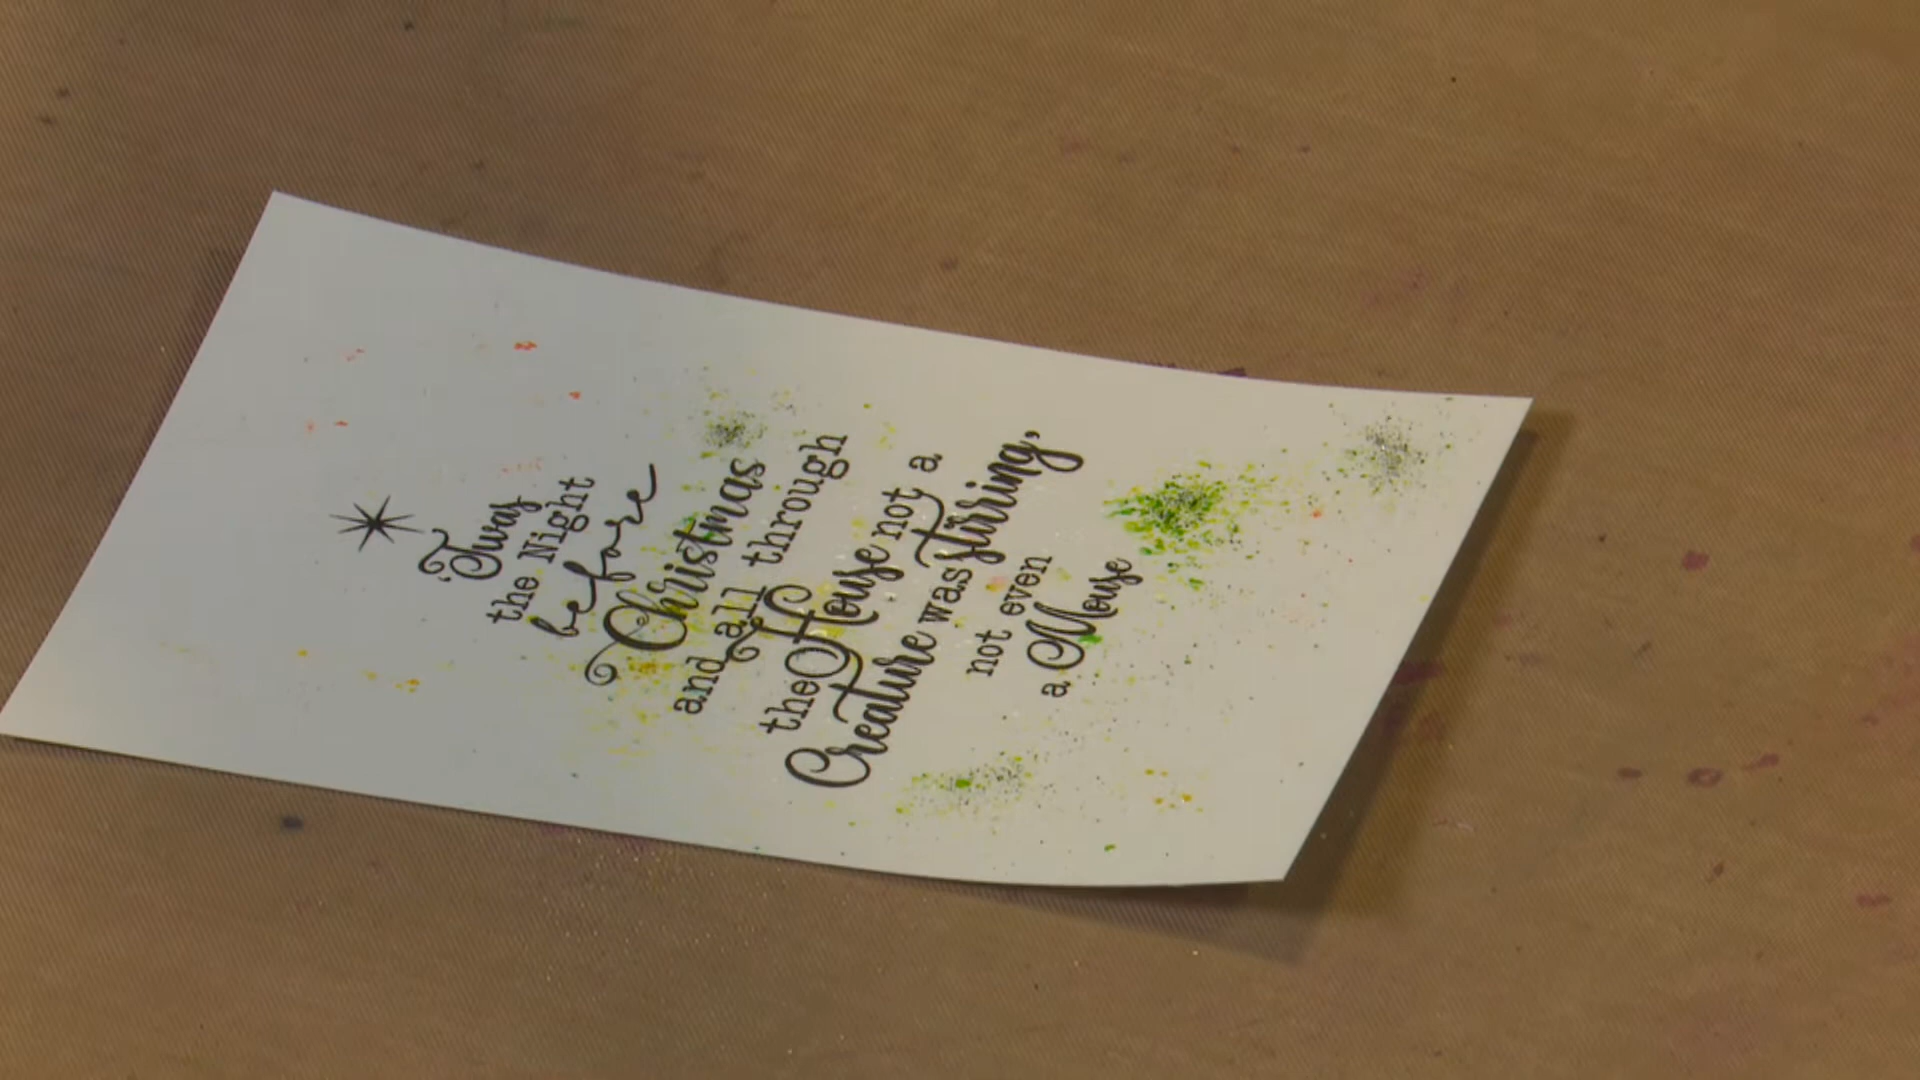 'Twas
the Night
before
Christmas
and all through
the House not a
Creature was stirring,
not even
a Mouse